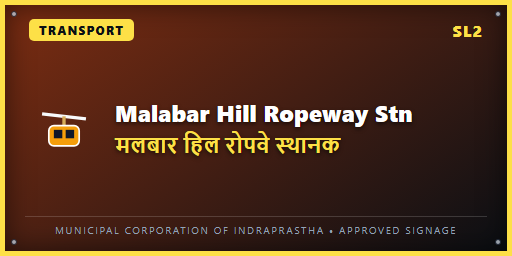 TRANSPORT
SL2
Malabar Hill Ropeway Stn
मलबार हिल रोपवे स्थानक
MUNICIPAL CORPORATION OF INDRAPRASTHA • APPROVED SIGNAGE